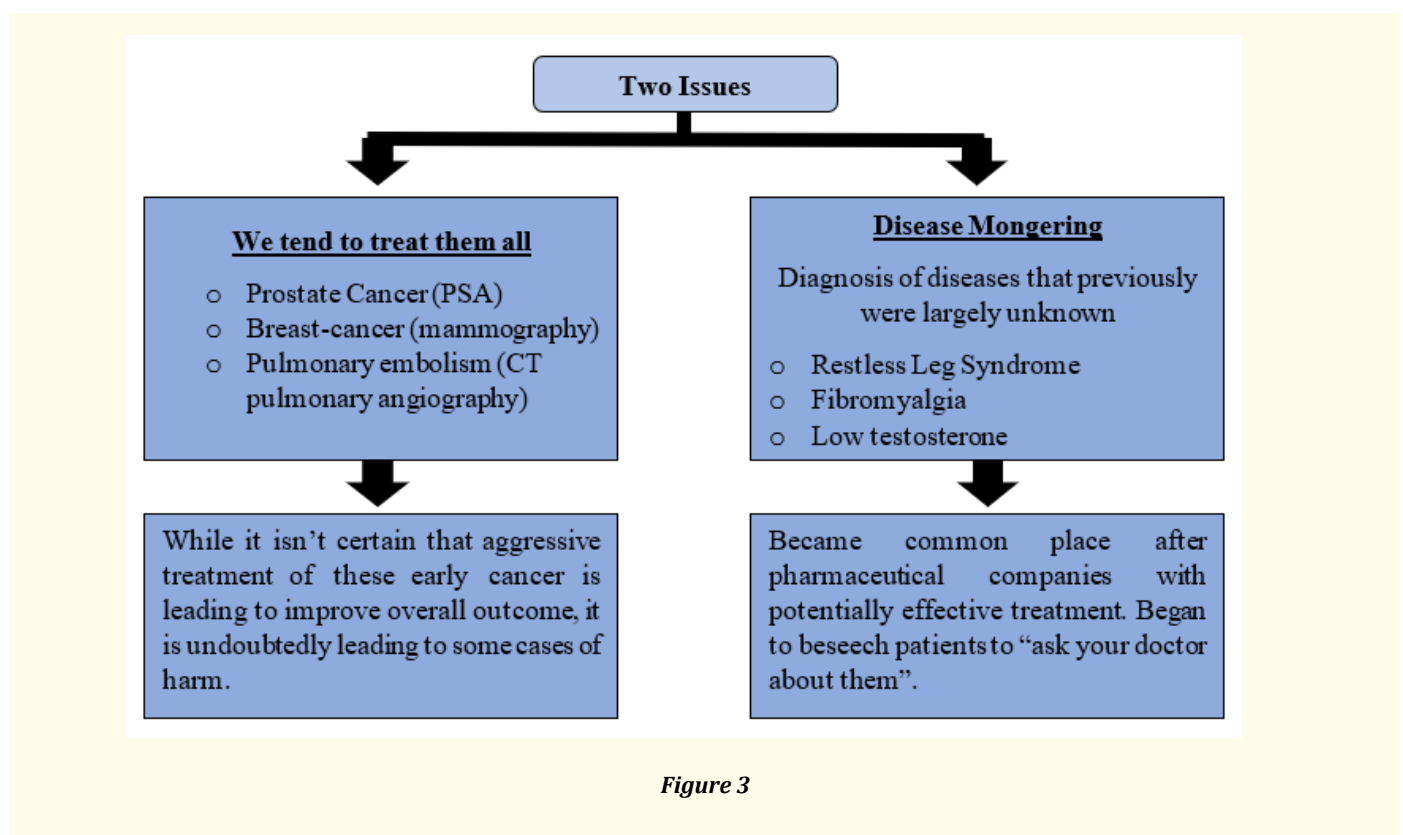 Two Issues
We tend to treat them all
o Prostate Cancer (PSA)
o Breast-cancer (mammography)
o Pulmonary embolism (CT
pulmonary angiography)
While it isn’t certain that aggressive
treatment of these early cancer is
leading to improve overall outcome, it
is undoubtedly leading to some cases of
harm.
Disease Mongering
Diagnosis of diseases that previously
were largely unknown
o Restless Leg Syndrome
o Fibromyalgia
o Low testosterone
Became common place after
pharmaceutical companies with
potentially effective treatment. Began
to beseech patients to “ask your doctor
about them”.
Figure 3